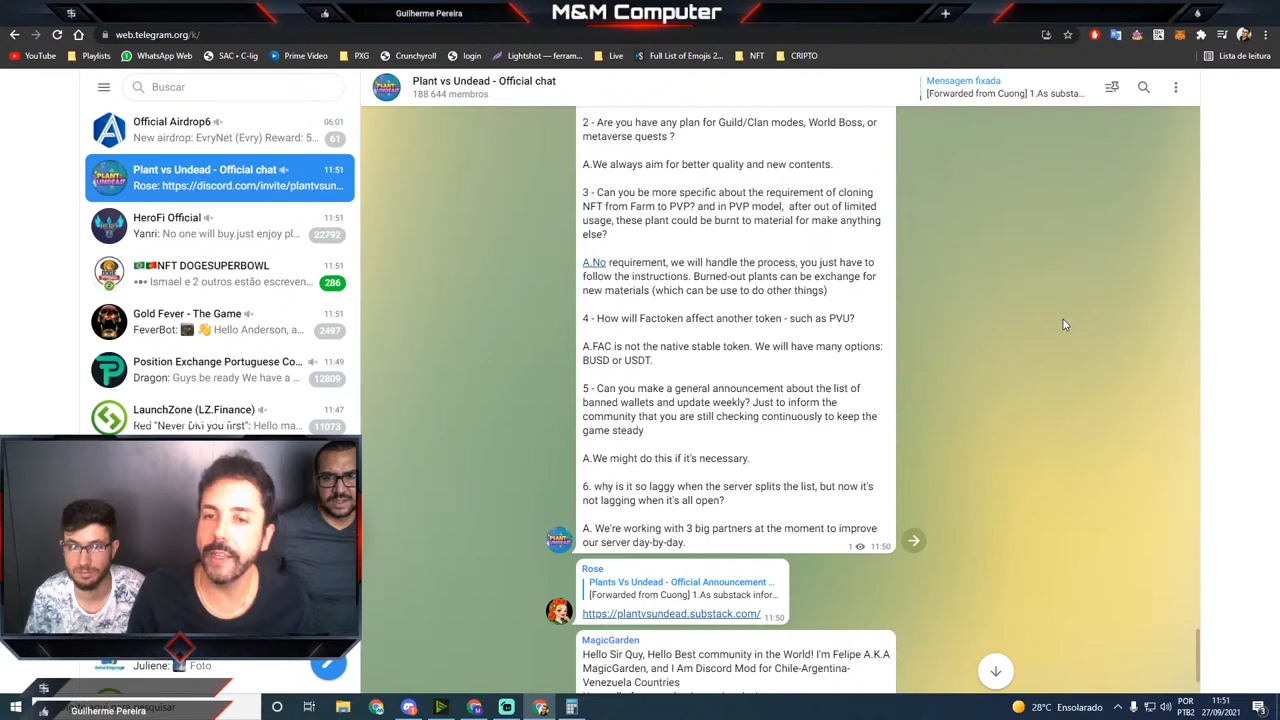 Guilherme Pereira
M&M Computer
web.telegram.org/k/
YouTube
Playlists
WhatsApp Web
SAC • C-lig
Prime Video
PXG
Crunchyroll
login
Lightshot — ferram...
Live
Full List of Emojis 2...
NFT
CRIPTO
Lista de leitura
Buscar
Plant vs Undead - Official chat
188 644 membros
Mensagem fixada
[Forwarded from Cuong] 1.As substa...
Official Airdrop6
06:01
New airdrop: EvryNet (Evry) Reward: 5...
61
Plant vs Undead - Official chat
11:51
Rose: https://discord.com/invite/plantvsun...
HeroFi Official
11:51
Yanri: No one will buy.just enjoy pl...
22792
NFT DOGESUPERBOWL
11:51
Ismael e 2 outros estão escreven...
286
Gold Fever - The Game
11:51
FeverBot: Hello Anderson, a...
2497
Position Exchange Portuguese Co...
11:49
Dragon: Guys be ready We have a ...
12809
LaunchZone (LZ.Finance)
11:47
Red "Never DiVi you first": Hello ma...
11073
Juliene: Foto
2 - Are you have any plan for Guild/Clan modes, World Boss, or
metaverse quests ?
A.We always aim for better quality and new contents.
3 - Can you be more specific about the requirement of cloning
NFT from Farm to PVP? and in PVP model, after out of limited
usage, these plant could be burnt to material for make anything
else?
A.No requirement, we will handle the process, you just have to
follow the instructions. Burned-out plants can be exchange for
new materials (which can be use to do other things)
4 - How will Factoken affect another token - such as PVU?
A.FAC is not the native stable token. We will have many options:
BUSD or USDT.
5 - Can you make a general announcement about the list of
banned wallets and update weekly? Just to inform the
community that you are still checking continuously to keep the
game steady
A.We might do this if it's necessary.
6. why is it so laggy when the server splits the list, but now it's
not lagging when it's all open?
A. We're working with 3 big partners at the moment to improve
our server day-by-day.
1 11:50
Rose
Plants Vs Undead - Official Announcement ...
[Forwarded from Cuong] 1.As substack infor...
https://plantvsundead.substack.com/
11:50
MagicGarden
Hello Sir Quy, Hello Best community in the World! I'm Felipe A.K.A
MagicGarden, and I Am Discord Mod for Chile-Argentina-
Venezuela Countries
pesquisar
Guilherme Pereira
28°C Ensolarado
POR
PTB2
11:51
27/09/2021